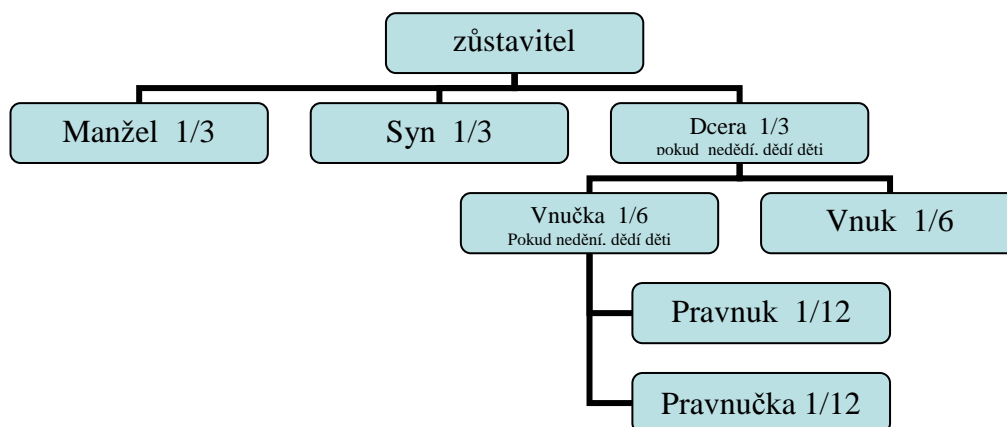 zůstavitel
Manžel 1/3
Syn 1/3
Dcera 1/3
pokud nedědí, dědí děti
Vnučka 1/6
Pokud nedění, dědí děti
Vnuk 1/6
Pravnuk 1/12
Pravnučka 1/12